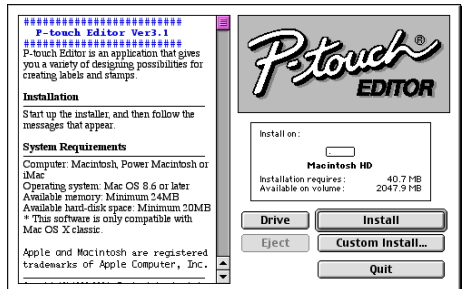 ########################
P-touch Editor Ver3.1
########################
P-touch Editor is an application that gives
you a variety of designing possibilities for
creating labels and stamps.
Installation
Start up the installer, and then follow the
messages that appear.
System Requirements
Computer: Macintosh, Power Macintosh or
iMac
Operating system: Mac OS 8.6 or later
Available memory: Minimum 24MB
Available hard-disk space: Minimum 20MB
* This software is only compatible with
Mac OS X classic.
Apple and Macintosh are registered
trademarks of Apple Computer, Inc.
P-touch®
EDITOR
Install on:
Macintosh HD
Installation requires: 40.7 MB
Available on volume: 2047.9 MB
Drive
Install
Eject
Custom Install...
Quit